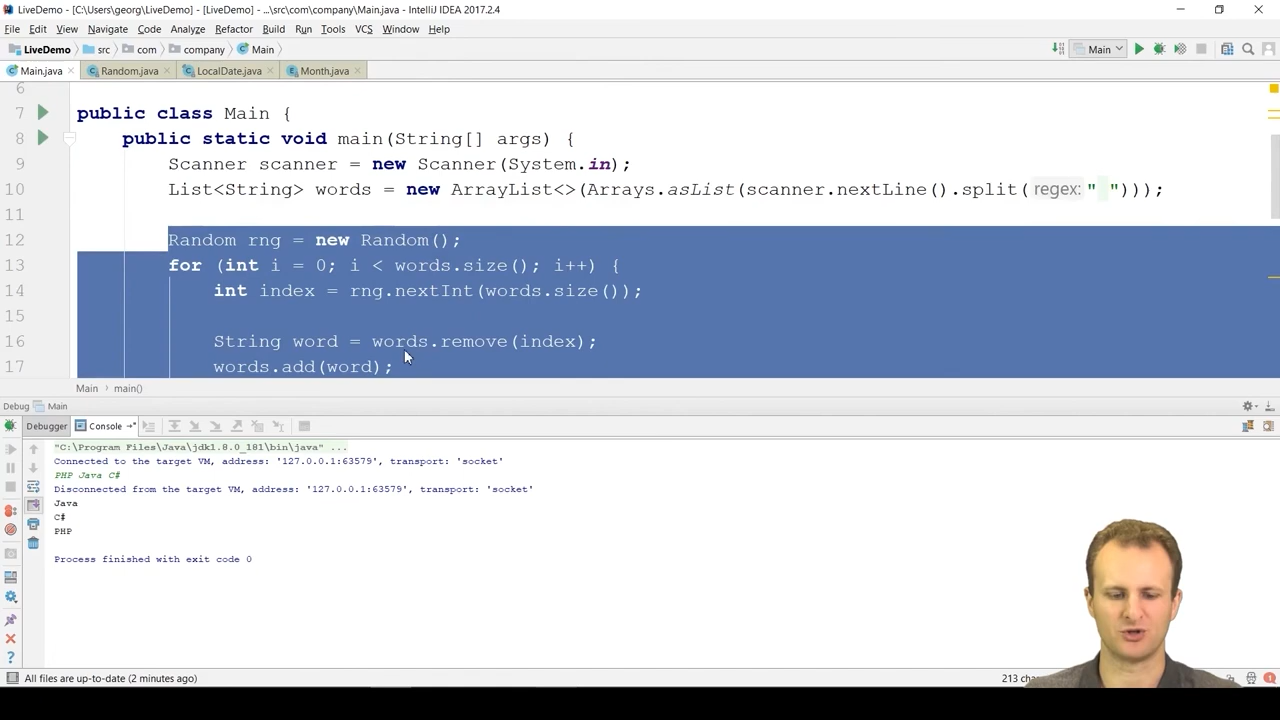 LiveDemo - [C:\Users\georg\LiveDemo] - [LiveDemo] - ...\src\com\company\Main.java - IntelliJ IDEA 2017.2.4
File Edit View Navigate Code Analyze Refactor Build Run Tools VCS Window Help
LiveDemo src com company Main Main
Main.java Random.java LocalDate.java Month.java
6
7 public class Main {
8 public static void main(String[] args) {
9 Scanner scanner = new Scanner(System.in);
10 List<String> words = new ArrayList<>(Arrays.asList(scanner.nextLine().split( regex: " ")));
11
12 Random rng = new Random();
13 for (int i = 0; i < words.size(); i++) {
14 int index = rng.nextInt(words.size());
15
16 String word = words.remove(index);
17 words.add(word);
Main main()
Debug Main
Debugger Console
"C:\Program Files\Java\jdk1.8.0_181\bin\java" ...
Connected to the target VM, address: '127.0.0.1:63579', transport: 'socket'
PHP Java C#
Disconnected from the target VM, address: '127.0.0.1:63579', transport: 'socket'
Java
C#
PHP
Process finished with exit code 0
All files are up-to-date (2 minutes ago) 213